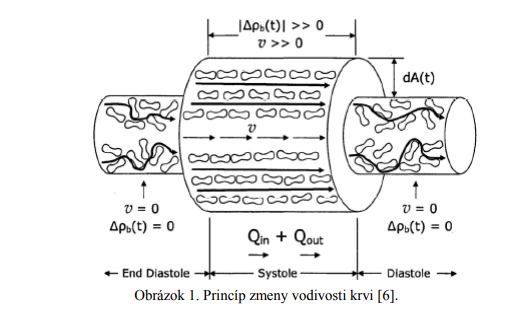 |Δρb(t)| >> 0
v >> 0
dA(t)
v
v = 0
Δρb(t) = 0
v = 0
Δρb(t) = 0
Qin + Qout
End Diastole
Systole
Diastole
Obrázok 1. Princíp zmeny vodivosti krvi [6].